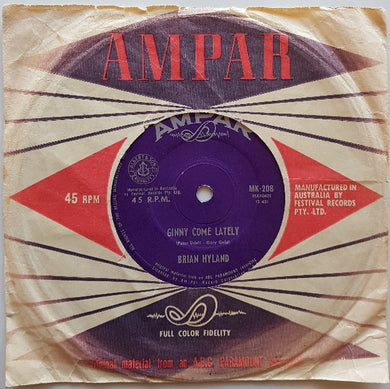 AMPAR
AMPAR
45 RPM
45 R.P.M.
MK-208
MANUFACTURED IN
AUSTRALIA BY
FESTIVAL RECORDS
PTY. LTD.
GINNY COME LATELY
BRIAN HYLAND
FULL COLOR FIDELITY
original material from an A.B.C. PARAMOUNT